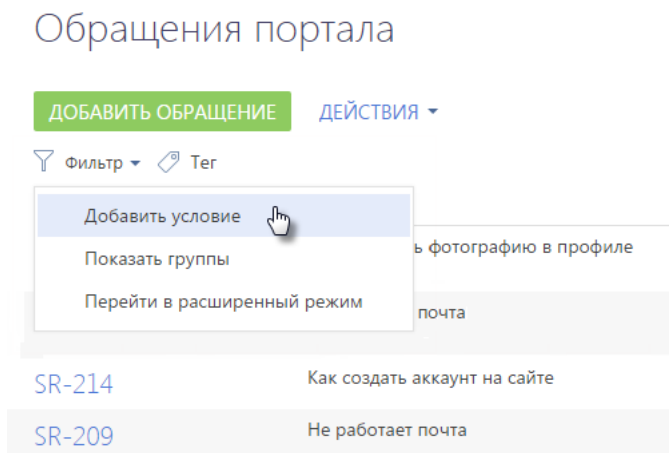 Обращения портала
ДОБАВИТЬ ОБРАЩЕНИЕ ДЕЙСТВИЯ
Фильтр Тег
Добавить условие
ь фотографию в профиле
Показать группы
Перейти в расширенный режим
почта
SR-214 Как создать аккаунт на сайте
SR-209 Не работает почта